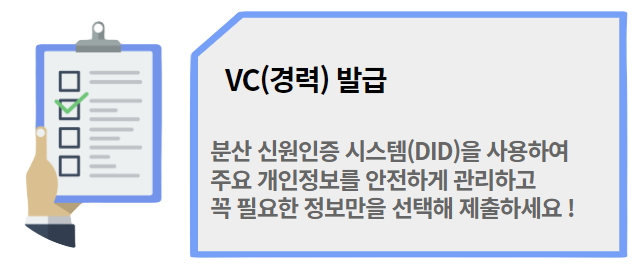 VC(경력) 발급
분산 신원인증 시스템(DID)을 사용하여
주요 개인정보를 안전하게 관리하고
꼭 필요한 정보만을 선택해 제출하세요 !